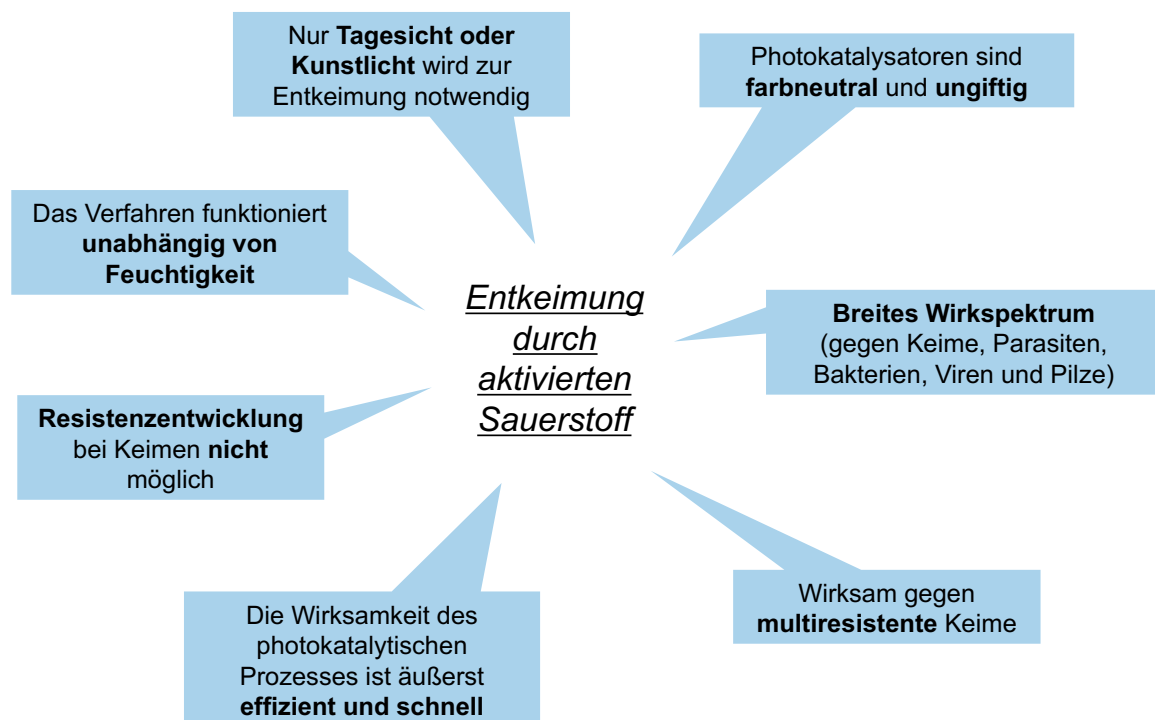 Nur Tagesicht oder
Kunstlicht wird zur
Entkeimung notwendig
Photokatalysatoren sind
farbneutral und ungiftig
Das Verfahren funktioniert
unabhängig von
Feuchtigkeit
Entkeimung
durch
aktivierten
Sauerstoff
Breites Wirkspektrum
(gegen Keime, Parasiten,
Bakterien, Viren und Pilze)
Resistenzentwicklung
bei Keimen nicht
möglich
Die Wirksamkeit des
photokatalytischen
Prozesses ist äußerst
effizient und schnell
Wirksam gegen
multiresistente Keime